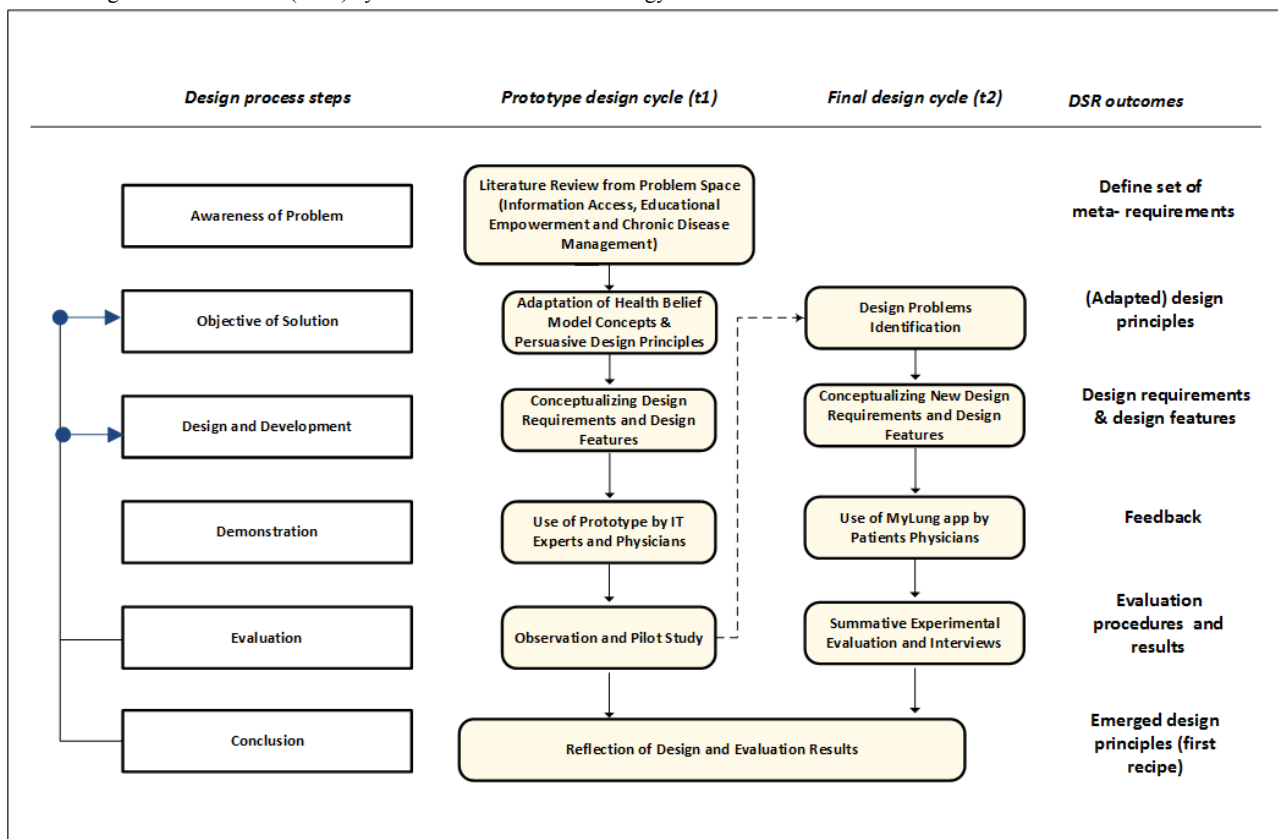 Design process steps
Prototype design cycle (t1)
Final design cycle (t2)
DSR outcomes
Awareness of Problem
Literature Review from Problem Space
(Information Access, Educational
Empowerment and Chronic Disease
Management)
Define set of
meta- requirements
Objective of Solution
Adaptation of Health Belief
Model Concepts &
Persuasive Design Principles
Design Problems
Identification
(Adapted) design
principles
Design and Development
Conceptualizing Design
Requirements and Design
Features
Conceptualizing New Design
Requirements and Design
Features
Design requirements
& design features
Demonstration
Use of Prototype by IT
Experts and Physicians
Use of MyLung app by
Patients Physicians
Feedback
Evaluation
Observation and Pilot Study
Summative Experimental
Evaluation and Interviews
Evaluation
procedures and
results
Conclusion
Reflection of Design and Evaluation Results
Emerged design
principles (first
recipe)